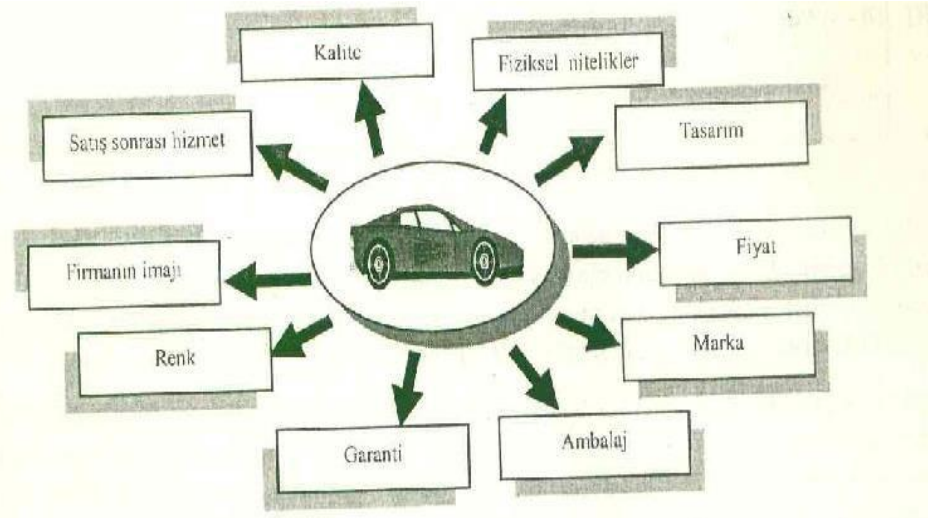 Kalite
Fiziksel nitelikler
Satış sonrası hizmet
Tasarım
Firmanın imajı
Fiyat
Renk
Marka
Garanti
Ambalaj